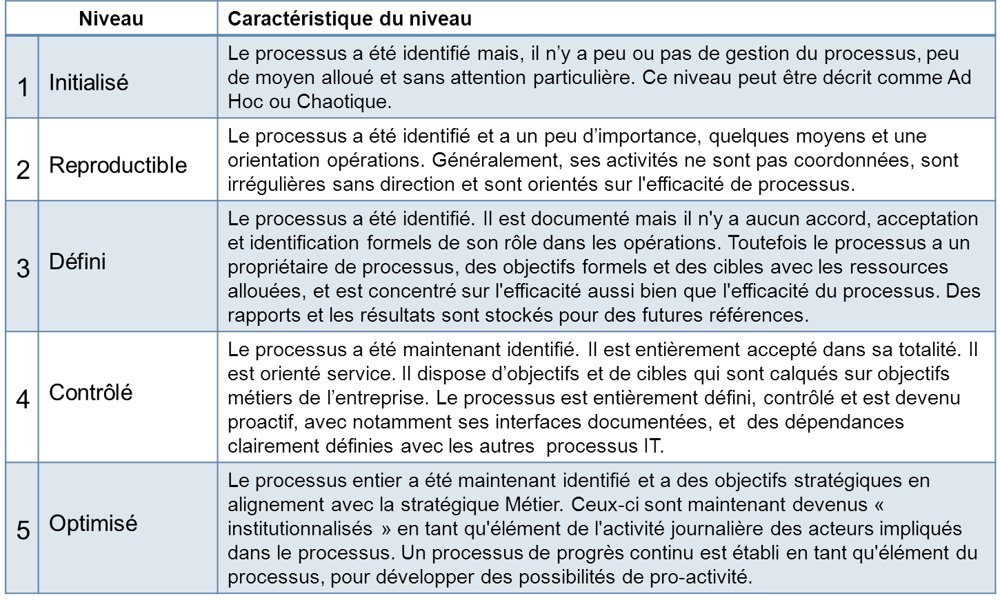 Niveau Caractéristique du niveau
1 Initialisé
Le processus a été identifié mais, il n’y a peu ou pas de gestion du processus, peu
de moyen alloué et sans attention particulière. Ce niveau peut être décrit comme Ad
Hoc ou Chaotique.
2 Reproductible
Le processus a été identifié et a un peu d’importance, quelques moyens et une
orientation opérations. Généralement, ses activités ne sont pas coordonnées, sont
irrégulières sans direction et sont orientés sur l'efficacité de processus.
3 Défini
Le processus a été identifié. Il est documenté mais il n'y a aucun accord, acceptation
et identification formels de son rôle dans les opérations. Toutefois le processus a un
propriétaire de processus, des objectifs formels et des cibles avec les ressources
allouées, et est concentré sur l'efficacité aussi bien que l'efficacité du processus. Des
rapports et les résultats sont stockés pour des futures références.
4 Contrôlé
Le processus a été maintenant identifié. Il est entièrement accepté dans sa totalité. Il
est orienté service. Il dispose d’objectifs et de cibles qui sont calqués sur objectifs
métiers de l’entreprise. Le processus est entièrement défini, contrôlé et est devenu
proactif, avec notamment ses interfaces documentées, et des dépendances
clairement définies avec les autres processus IT.
5 Optimisé
Le processus entier a été maintenant identifié et a des objectifs stratégiques en
alignement avec la stratégique Métier. Ceux-ci sont maintenant devenus «
institutionnalisés » en tant qu'élément de l'activité journalière des acteurs impliqués
dans le processus. Un processus de progrès continu est établi en tant qu'élément du
processus, pour développer des possibilités de pro-activité.